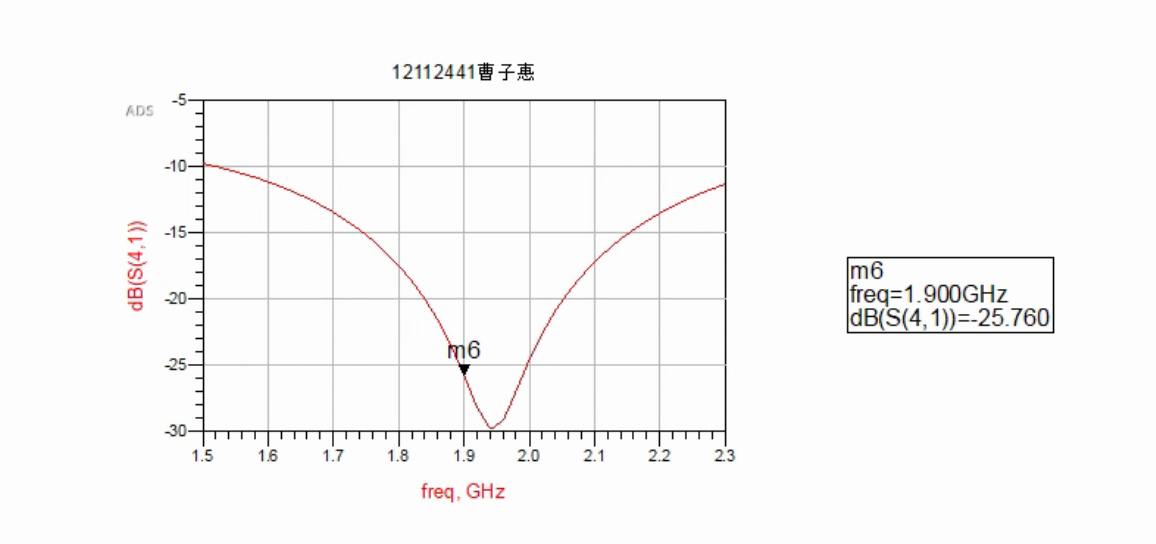 12112441曹子惠
ADS
-5
-10
-15
-20
-25
-30
dB(S(4,1))
m6
1.5 1.6 1.7 1.8 1.9 2.0 2.1 2.2 2.3
freq, GHz
m6
freq=1.900GHz
dB(S(4,1))=-25.760